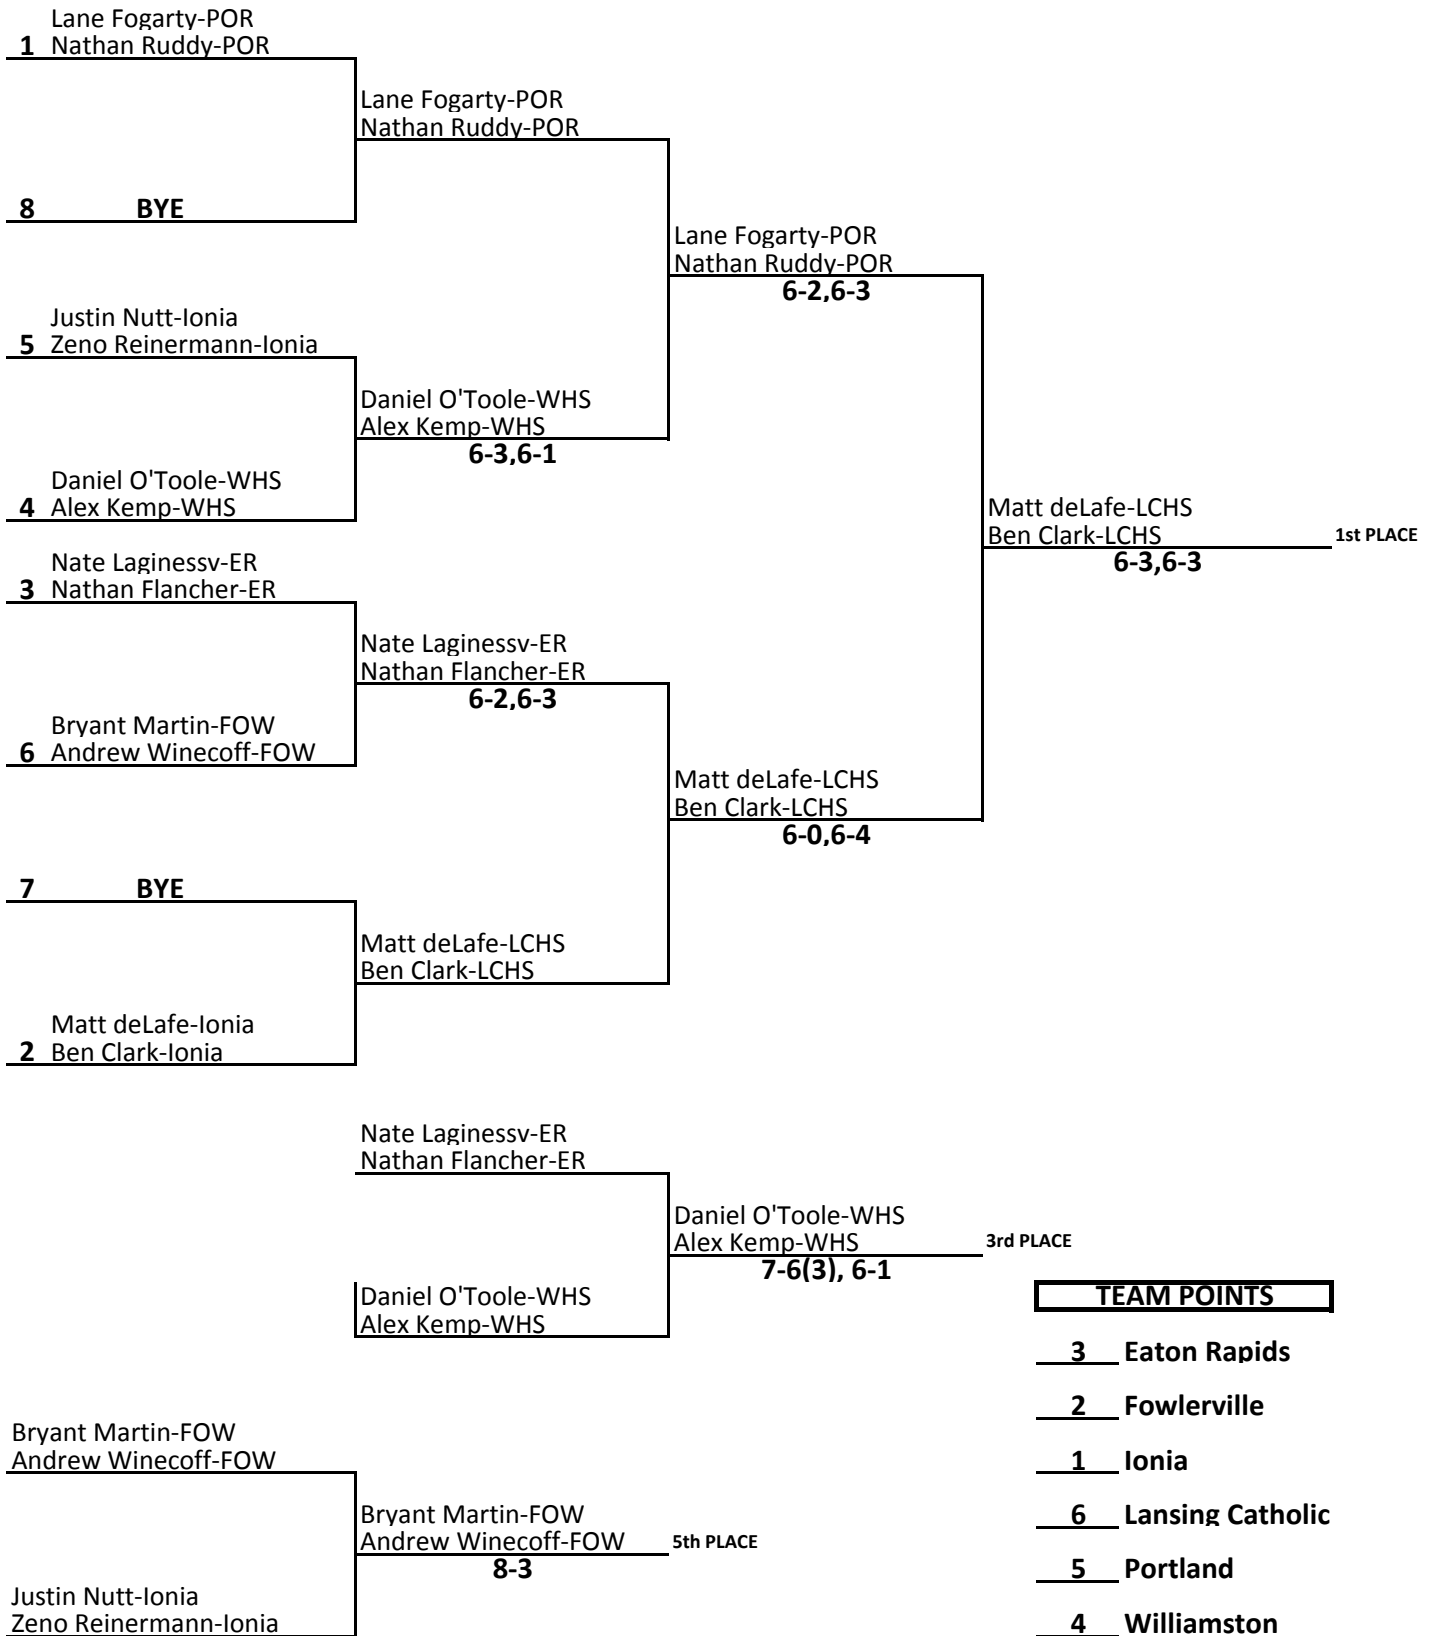 Lane Fogarty-POR
1 Nathan Ruddy-POR
Lane Fogarty-POR
Nathan Ruddy-POR
8 BYE
Lane Fogarty-POR
Nathan Ruddy-POR
6-2,6-3
Justin Nutt-Ionia
5 Zeno Reinermann-Ionia
Daniel O'Toole-WHS
Alex Kemp-WHS
6-3,6-1
Daniel O'Toole-WHS
4 Alex Kemp-WHS
Matt deLafe-LCHS
Ben Clark-LCHS
1st PLACE
6-3,6-3
Nate Laginessy-ER
3 Nathan Flancher-ER
Nate Laginessy-ER
Nathan Flancher-ER
6-2,6-3
Bryant Martin-FOW
6 Andrew Winecoff-FOW
Matt deLafe-LCHS
Ben Clark-LCHS
6-0,6-4
7 BYE
Matt deLafe-LCHS
Ben Clark-LCHS
Matt deLafe-Ionia
2 Ben Clark-Ionia
Nate Laginessy-ER
Nathan Flancher-ER
Daniel O'Toole-WHS
Alex Kemp-WHS
3rd PLACE
7-6(3), 6-1
Daniel O'Toole-WHS
Alex Kemp-WHS
TEAM POINTS
3 Eaton Rapids
2 Fowlerville
1 Ionia
6 Lansing Catholic
5 Portland
4 Williamston
Bryant Martin-FOW
Andrew Winecoff-FOW
Bryant Martin-FOW
Andrew Winecoff-FOW
5th PLACE
8-3
Justin Nutt-Ionia
Zeno Reinermann-Ionia